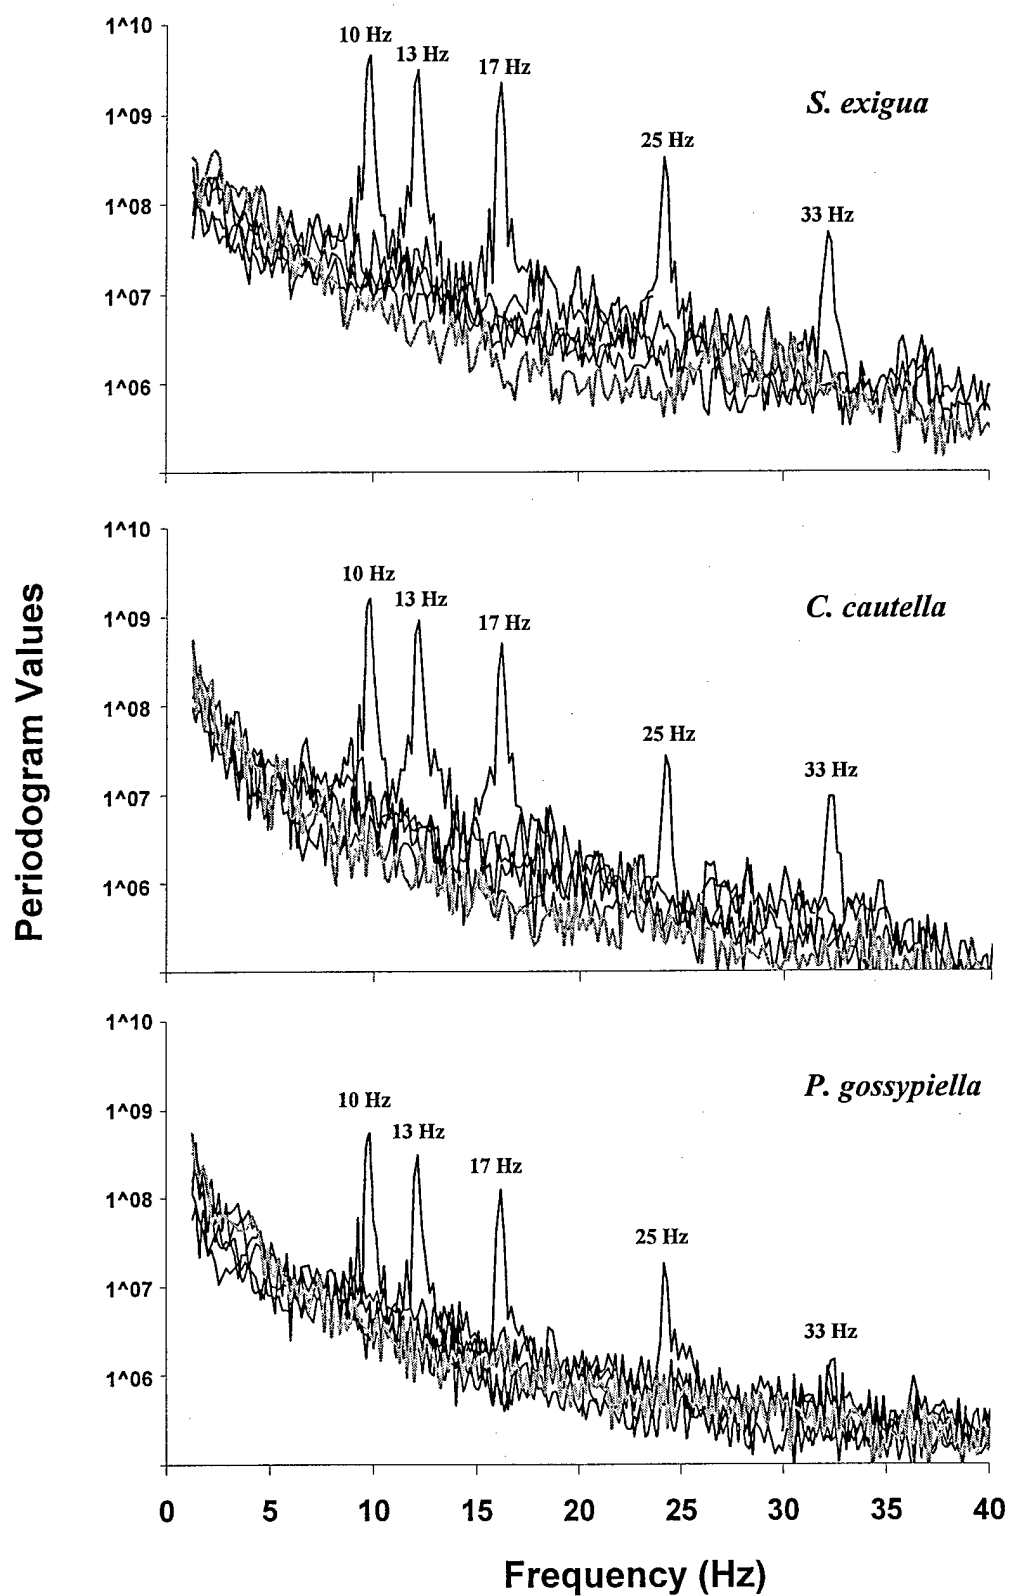 1^10
1^09
1^08
1^07
1^06
10 Hz
13 Hz
17 Hz
25 Hz
33 Hz
S. exigua
1^10
1^09
1^08
1^07
1^06
10 Hz
13 Hz
17 Hz
25 Hz
33 Hz
C. cautella
Periodogram Values
1^10
1^09
1^08
1^07
1^06
10 Hz
13 Hz
17 Hz
25 Hz
33 Hz
P. gossypiella
0 5 10 15 20 25 30 35 40
Frequency (Hz)